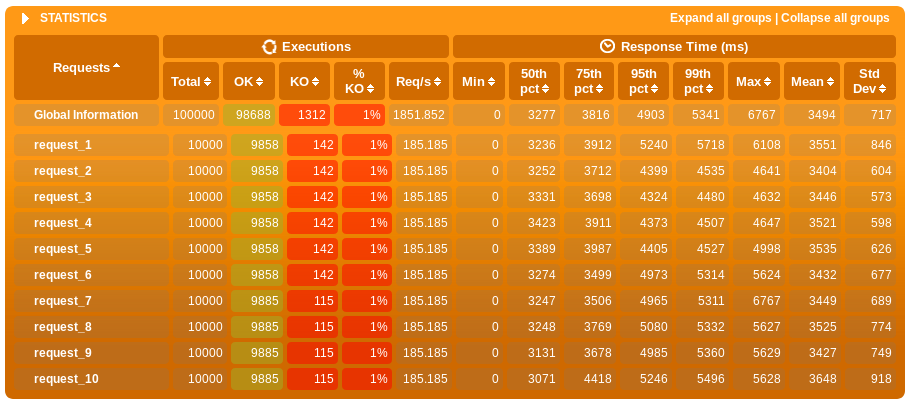 STATISTICS Expand all groups | Collapse all groups
Requests Executions Response Time (ms)
Total OK KO % KO Req/s Min 50th pct 75th pct 95th pct 99th pct Max Mean Std Dev
Global Information 100000 98688 1312 1% 1851.852 0 3277 3816 4903 5341 6767 3494 717
request_1 10000 9858 142 1% 185.185 0 3236 3912 5240 5718 6108 3551 846
request_2 10000 9858 142 1% 185.185 0 3252 3712 4399 4535 4641 3404 604
request_3 10000 9858 142 1% 185.185 0 3331 3698 4324 4480 4632 3446 573
request_4 10000 9858 142 1% 185.185 0 3423 3911 4373 4507 4647 3521 598
request_5 10000 9858 142 1% 185.185 0 3389 3987 4405 4527 4998 3535 626
request_6 10000 9858 142 1% 185.185 0 3274 3499 4973 5314 5624 3432 677
request_7 10000 9885 115 1% 185.185 0 3247 3506 4965 5311 6767 3449 689
request_8 10000 9885 115 1% 185.185 0 3248 3769 5080 5332 5627 3525 774
request_9 10000 9885 115 1% 185.185 0 3131 3678 4985 5360 5629 3427 749
request_10 10000 9885 115 1% 185.185 0 3071 4418 5246 5496 5628 3648 918